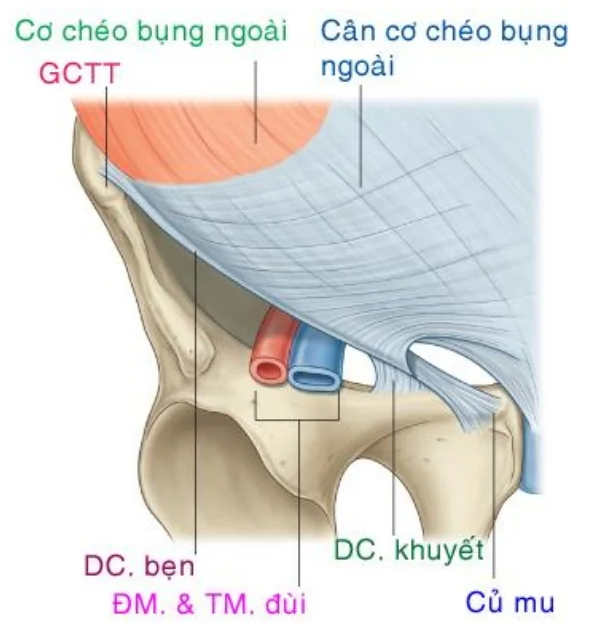 Cơ chéo bụng ngoài
Cân cơ chéo bụng
ngoài
GCTT
DC. bẹn
DC. khuyết
ĐM. & TM. đùi
Củ mu